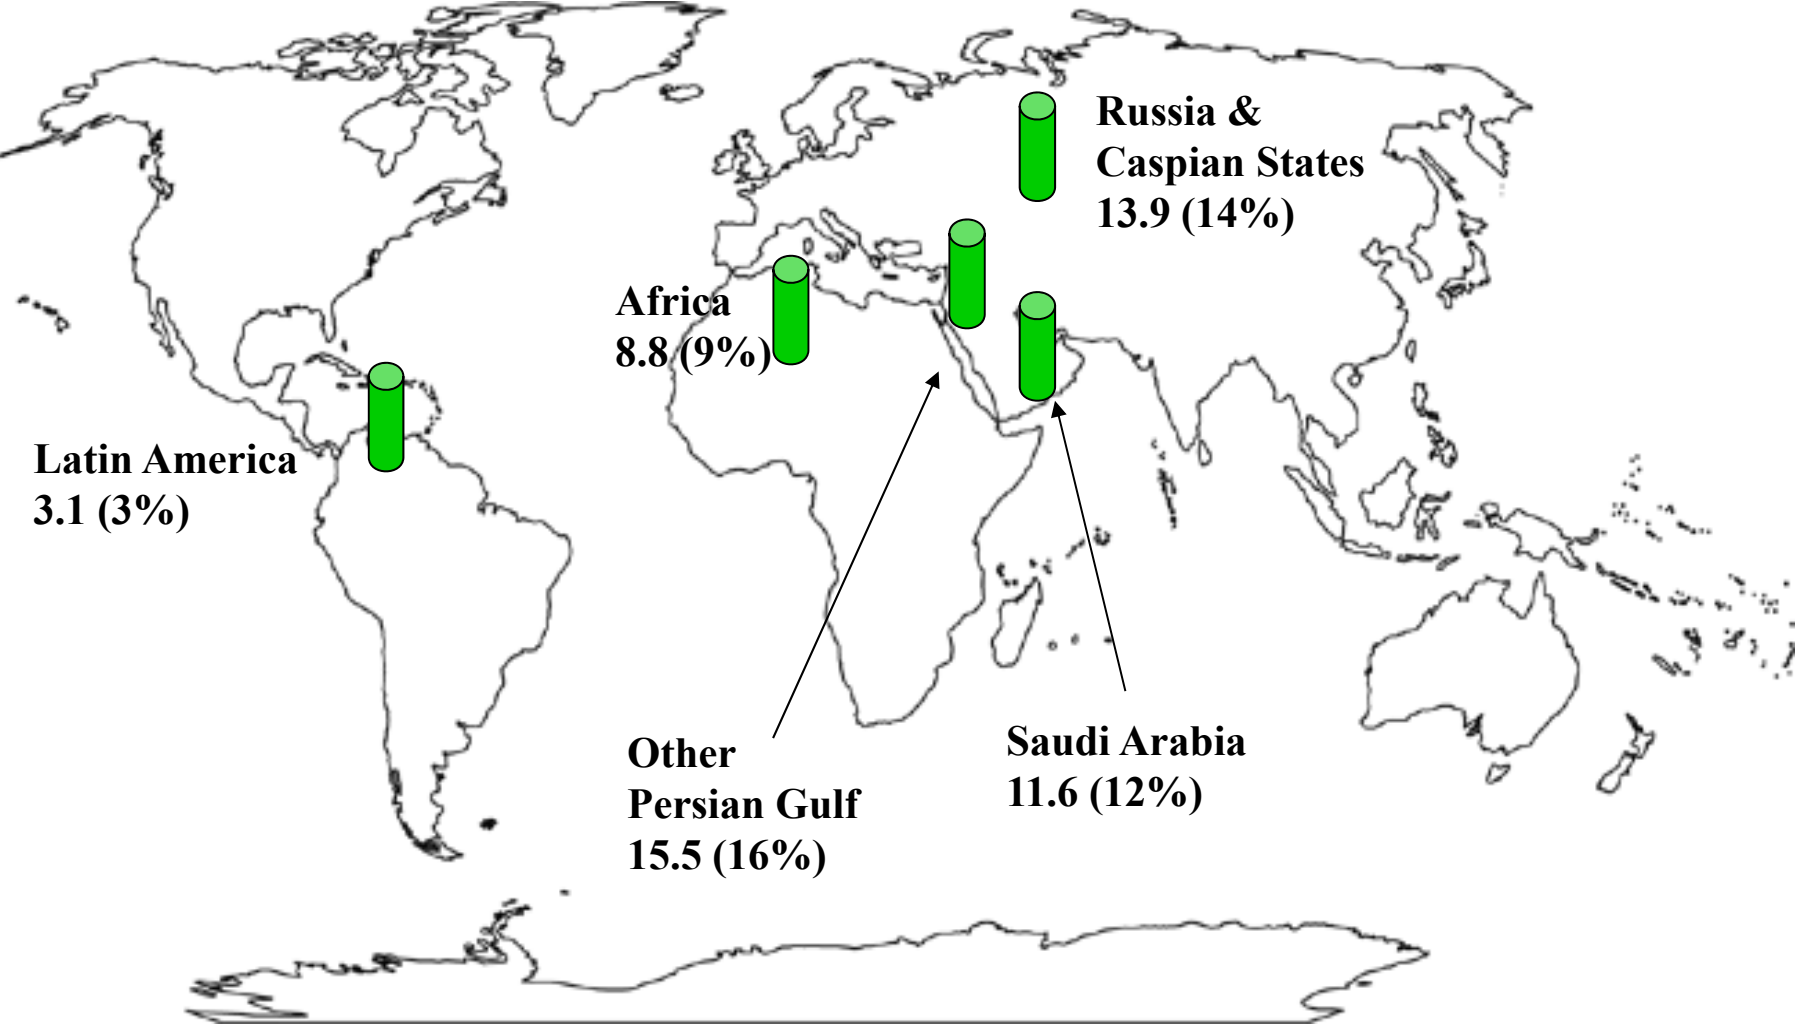 Russia &
Caspian States
13.9 (14%)
Africa
8.8 (9%)
Latin America
3.1 (3%)
Other
Persian Gulf
15.5 (16%)
Saudi Arabia
11.6 (12%)